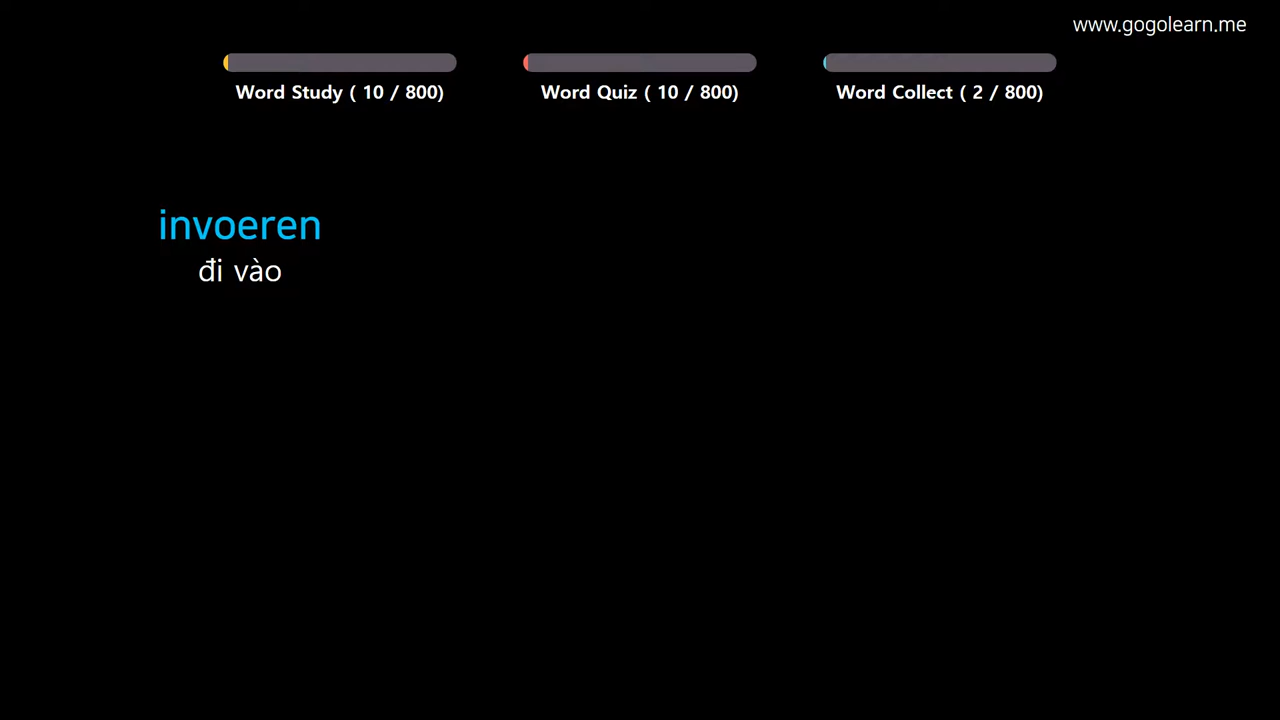 www.gogolearn.me
Word Study ( 10 / 800)
Word Quiz ( 10 / 800)
Word Collect ( 2 / 800)
invoeren
đi vào